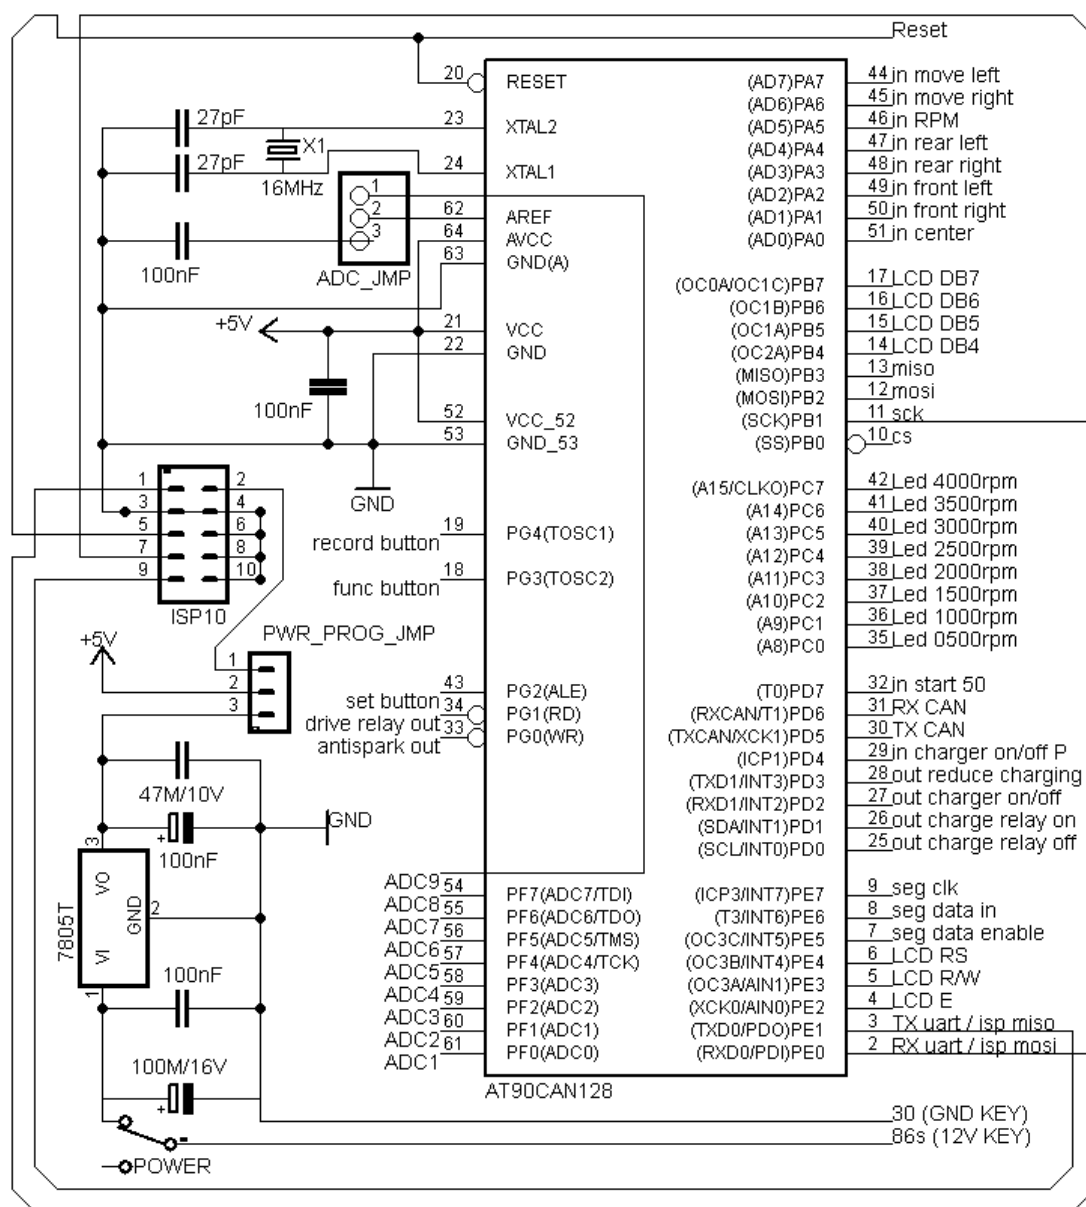 Reset
20 RESET (AD7)PA7 44 in move left
(AD6)PA6 45 in move right
27pF 23 XTAL2 (AD5)PA5 46 in RPM
X1 (AD4)PA4 47 in rear left
27pF 16MHz 24 XTAL1 (AD3)PA3 48 in rear right
1 (AD2)PA2 49 in front left
2 62 AREF (AD1)PA1 50 in front right
3 64 AVCC (AD0)PA0 51 in center
100nF ADC_JMP 63 GND(A)
(OC0A/OC1C)PB7 17 LCD DB7
(OC1B)PB6 16 LCD DB6
+5V 21 VCC (OC1A)PB5 15 LCD DB5
22 GND (OC2A)PB4 14 LCD DB4
(MISO)PB3 13 miso
(MOSI)PB2 12 mosi
100nF 52 VCC_52 (SCK)PB1 11 sck
53 GND_53 (SS)PB0 10 cs
1 2 (A15/CLKO)PC7 42 Led 4000rpm
3 4 GND (A14)PC6 41 Led 3500rpm
5 6 record button 19 PG4(TOSC1) (A13)PC5 40 Led 3000rpm
7 8 (A12)PC4 39 Led 2500rpm
9 10 func button 18 PG3(TOSC2) (A11)PC3 38 Led 2000rpm
ISP10 (A10)PC2 37 Led 1500rpm
(A9)PC1 36 Led 1000rpm
+5V PWR_PROG_JMP (A8)PC0 35 Led 0500rpm
1
2 set button 43 PG2(ALE) (T0)PD7 32 in start 50
3 drive relay out 34 PG1(RD) (RXCAN/T1)PD6 31 RX CAN
antispark out 33 PG0(WR) (TXCAN/XCK1)PD5 30 TX CAN
(ICP1)PD4 29 in charger on/off P
47M/10V (TXD1/INT3)PD3 28 out reduce charging
(RXD1/INT2)PD2 27 out charger on/off
3 + GND (SDA/INT1)PD1 26 out charge relay on
100nF (SCL/INT0)PD0 25 out charge relay off
7805T VO GND VI 2 1
ADC9 54 PF7(ADC7/TDI) (ICP3/INT7)PE7 9 seg clk
ADC8 55 PF6(ADC6/TDO) (T3/INT6)PE6 8 seg data in
ADC7 56 PF5(ADC5/TMS) (OC3C/INT5)PE5 7 seg data enable
ADC6 57 PF4(ADC4/TCK) (OC3B/INT4)PE4 6 LCD RS
100nF ADC5 58 PF3(ADC3) (OC3A/AIN1)PE3 5 LCD R/W
ADC4 59 PF2(ADC2) (XCK0/AIN0)PE2 4 LCD E
ADC3 60 PF1(ADC1) (TXD0/PDO)PE1 3 TX uart / isp miso
ADC2 61 PF0(ADC0) (RXD0/PDI)PE0 2 RX uart / isp mosi
ADC1
100M/16V AT90CAN128
+
30 (GND KEY)
86s (12V KEY)
POWER